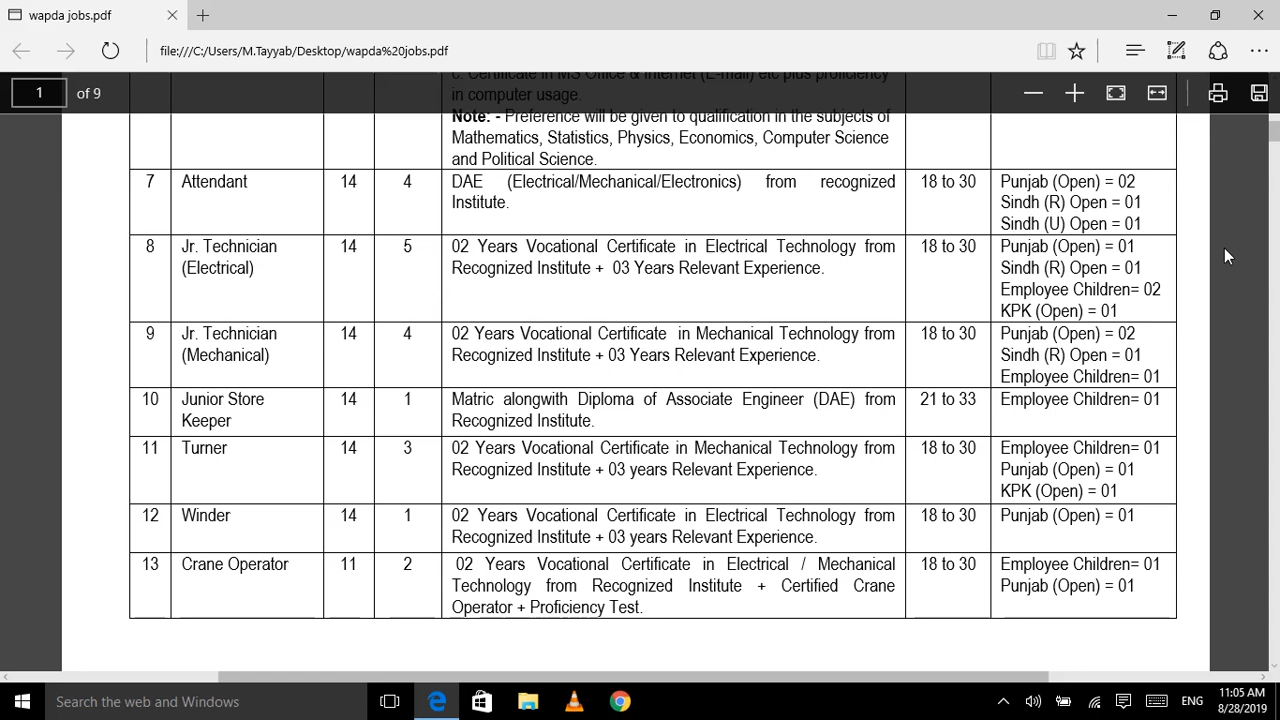 wapda jobs.pdf
file:///C:/Users/M.Tayyab/Desktop/wapda%20jobs.pdf
1 of 9
c. Certificate in MS Office & Internet (E-mail) etc plus proficiency
in computer usage.
Note: - Preference will be given to qualification in the subjects of
Mathematics, Statistics, Physics, Economics, Computer Science
and Political Science.
7 Attendant 14 4 DAE (Electrical/Mechanical/Electronics) from recognized 18 to 30 Punjab (Open) = 02
Institute. Sindh (R) Open = 01
Sindh (U) Open = 01
8 Jr. Technician 14 5 02 Years Vocational Certificate in Electrical Technology from 18 to 30 Punjab (Open) = 01
(Electrical) Recognized Institute + 03 Years Relevant Experience. Sindh (R) Open = 01
Employee Children= 02
KPK (Open) = 01
9 Jr. Technician 14 4 02 Years Vocational Certificate in Mechanical Technology from 18 to 30 Punjab (Open) = 02
(Mechanical) Recognized Institute + 03 Years Relevant Experience. Sindh (R) Open = 01
Employee Children= 01
10 Junior Store 14 1 Matric alongwith Diploma of Associate Engineer (DAE) from 21 to 33 Employee Children= 01
Keeper Recognized Institute.
11 Turner 14 3 02 Years Vocational Certificate in Mechanical Technology from 18 to 30 Employee Children= 01
Recognized Institute + 03 years Relevant Experience. Punjab (Open) = 01
KPK (Open) = 01
12 Winder 14 1 02 Years Vocational Certificate in Electrical Technology from 18 to 30 Punjab (Open) = 01
Recognized Institute + 03 years Relevant Experience.
13 Crane Operator 11 2 02 Years Vocational Certificate in Electrical / Mechanical 18 to 30 Employee Children= 01
Technology from Recognized Institute + Certified Crane Punjab (Open) = 01
Operator + Proficiency Test.
Search the web and Windows
ENG
11:05 AM
8/28/2019